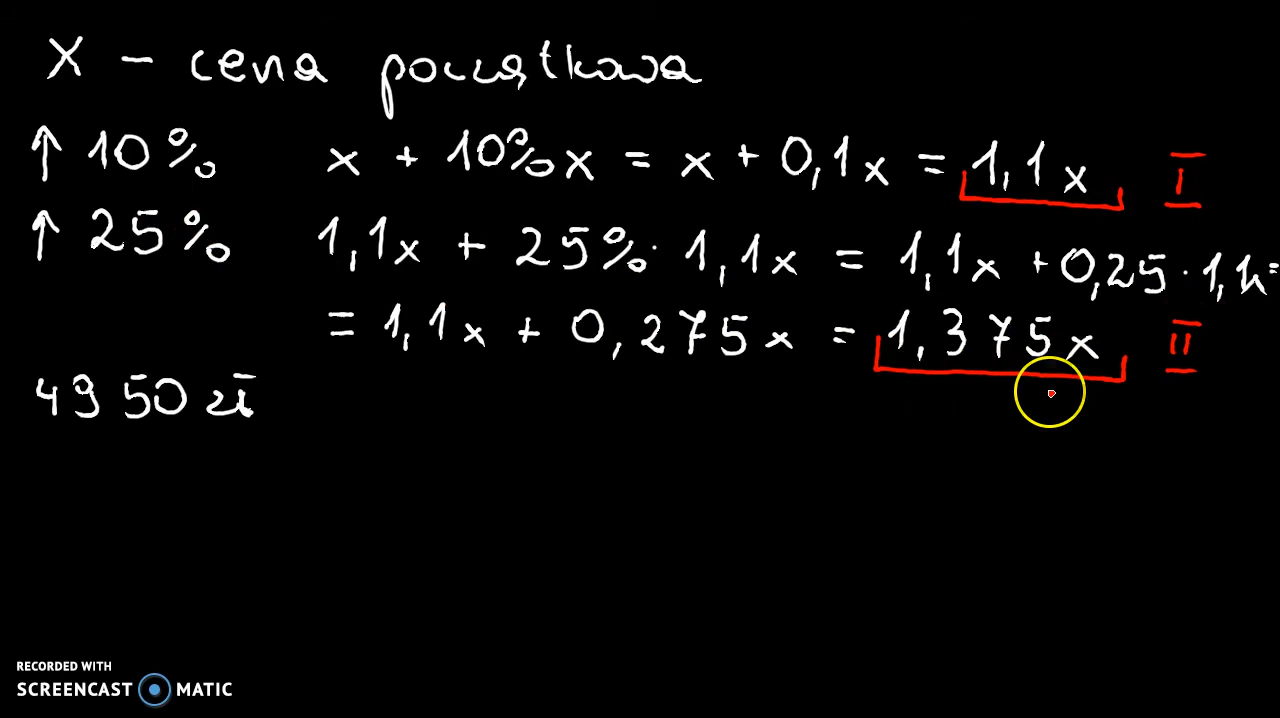 X - cena początkowa
↑ 10% x + 10%x = x + 0,1x = 1,1x I
↑ 25% 1,1x + 25% · 1,1x = 1,1x + 0,25 · 1,1x =
= 1,1x + 0,275x = 1,375x II
4950 zł
RECORDED WITH
SCREENCAST MATIC